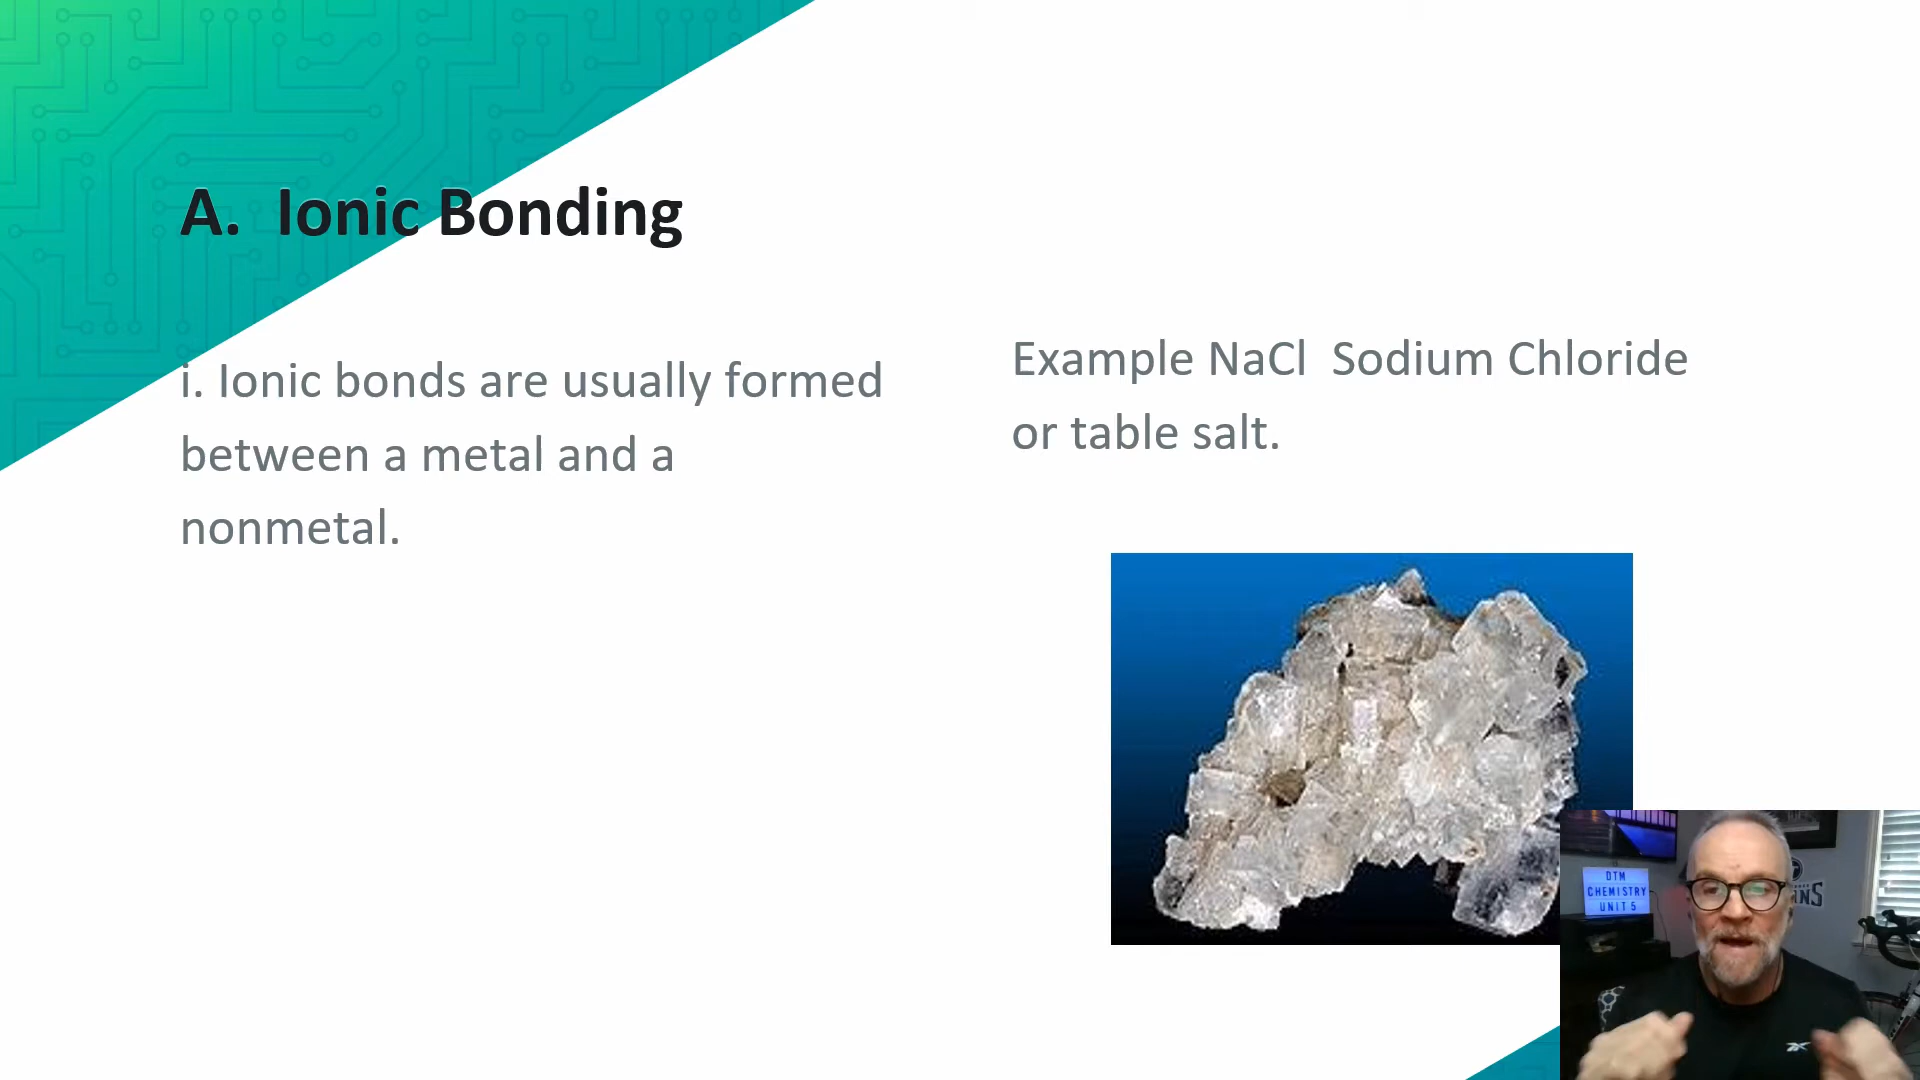 A. Ionic Bonding
i. Ionic bonds are usually formed
between a metal and a
nonmetal.
Example NaCl Sodium Chloride
or table salt.
DTM
CHEMISTRY
UNIT 5